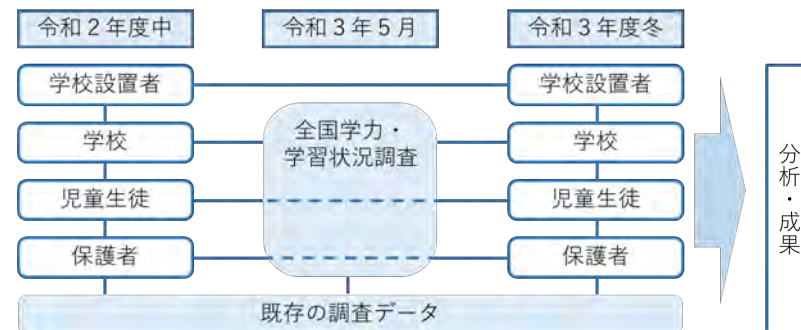 令和２年度中
令和３年５月
令和３年度冬
学校設置者
学校設置者
全国学力・
学習状況調査
学校
学校
児童生徒
児童生徒
保護者
保護者
既存の調査データ
分析・成果